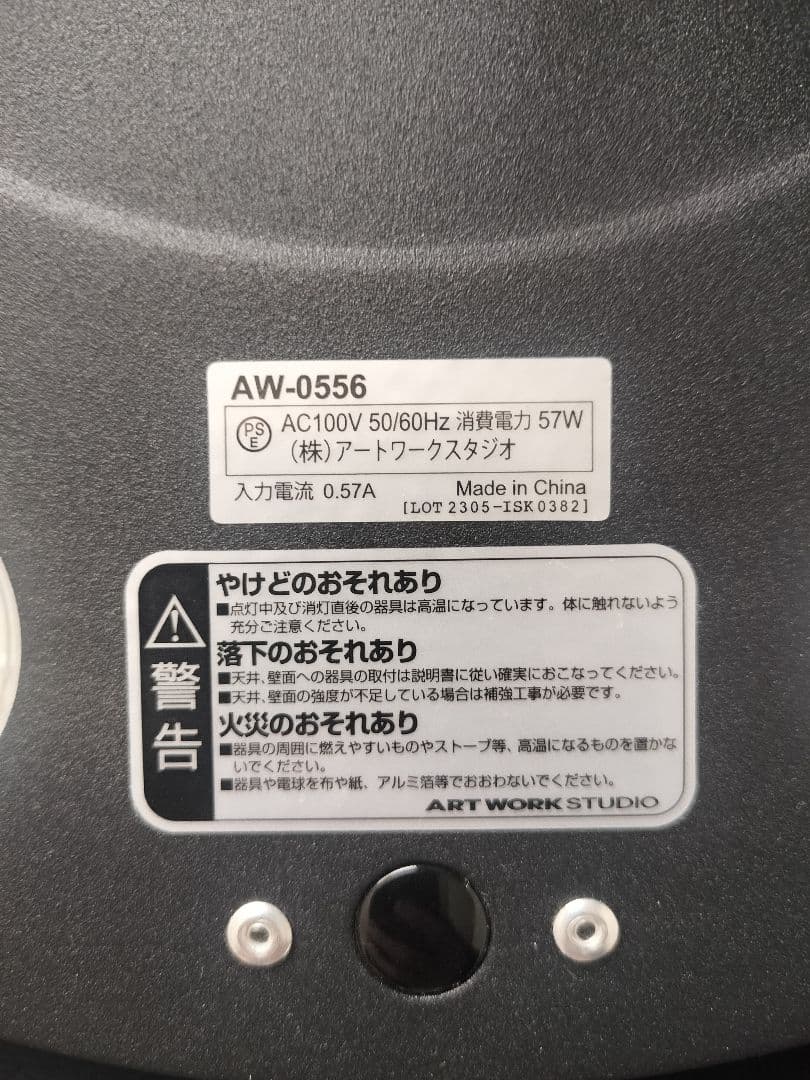 AW-0556
PS
E
AC100V 50/60Hz 消費電力 57W
(株)アートワークスタジオ
入力電流 0.57A
Made in China
[LOT 2305-ISK0382]
警告
やけどのおそれあり
■点灯中及び消灯直後の器具は高温になっています。体に触れないよう
充分ご注意ください。
落下のおそれあり
■天井、壁面への器具の取付は説明書に従い確実におこなってください。
■天井、壁面の強度が不足している場合は補強工事が必要です。
火災のおそれあり
■器具の周囲に燃えやすいものやストーブ等、高温になるものを置かな
いでください。
■器具や電球を布や紙、アルミ箔等でおおわないでください。
ART WORK STUDIO